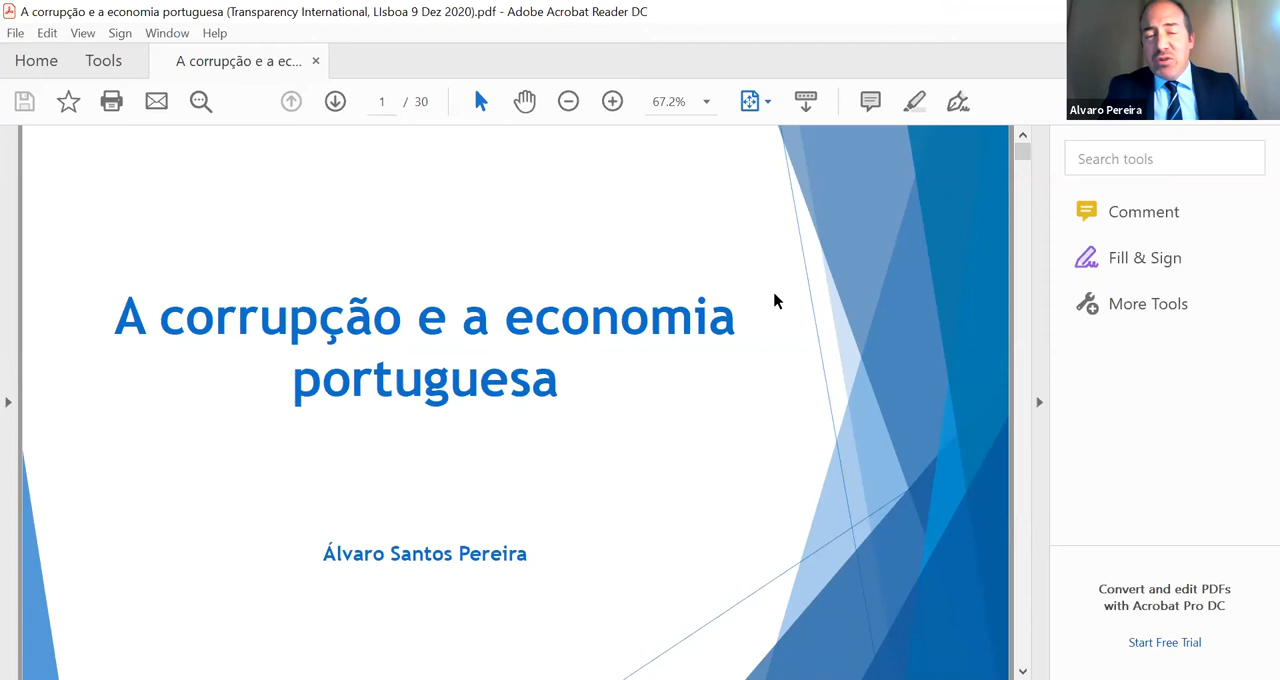 A corrupção e a economia portuguesa (Transparency International, LIsboa 9 Dez 2020).pdf - Adobe Acrobat Reader DC
File Edit View Sign Window Help
Home Tools A corrupção e a ec... ×
1 / 30 67.2%
Alvaro Pereira
Search tools
Comment
Fill & Sign
More Tools
A corrupção e a economia
portuguesa
Álvaro Santos Pereira
Convert and edit PDFs
with Acrobat Pro DC
Start Free Trial